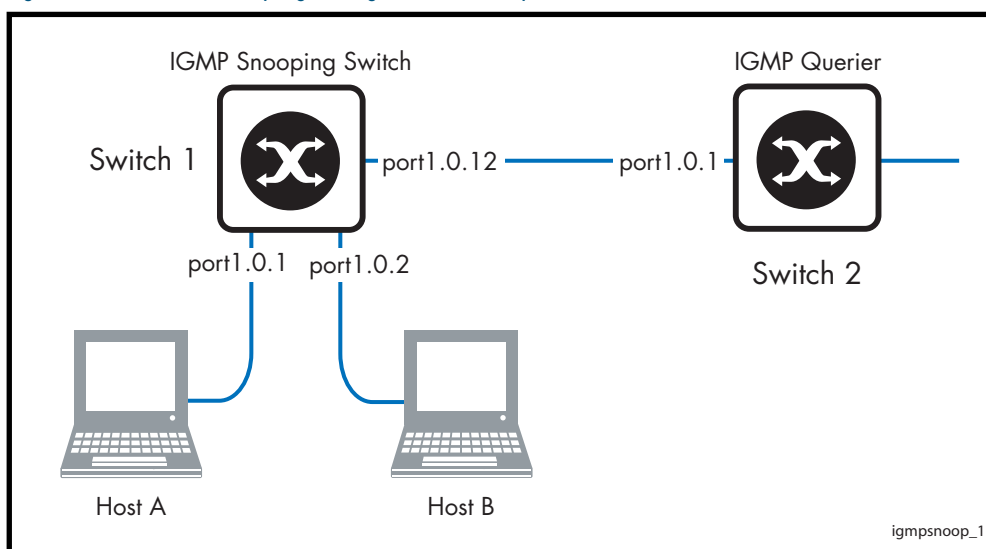 IGMP Snooping Switch
IGMP Querier
Switch 1
port1.0.12
port1.0.1
Switch 2
port1.0.1
port1.0.2
Host A
Host B
igmpsnoop_1